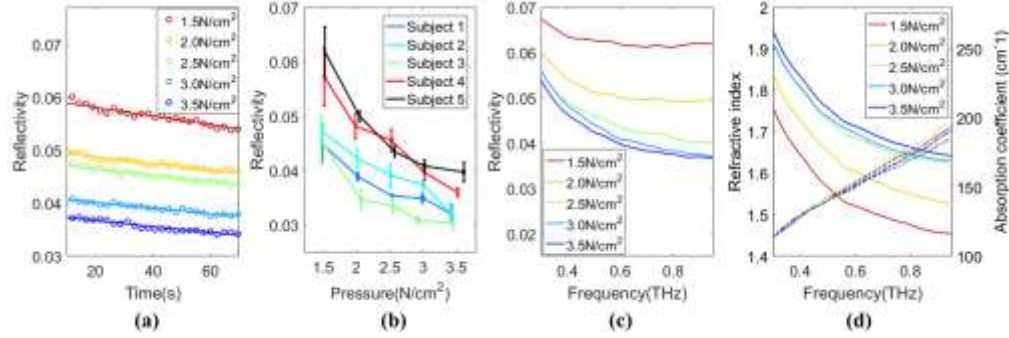 0.07
0.06
0.05
0.04
0.03
Reflectivity
1.5N/cm²
2.0N/cm²
2.5N/cm²
3.0N/cm²
3.5N/cm²
20 40 60
Time(s)
(a)
0.07
0.06
0.05
0.04
0.03
Reflectivity
Subject 1
Subject 2
Subject 3
Subject 4
Subject 5
1.5 2 2.5 3 3.5
Pressure(N/cm²)
(b)
0.07
0.06
0.05
0.04
0.03
0.02
Reflectivity
1.5N/cm²
2.0N/cm²
2.5N/cm²
3.0N/cm²
3.5N/cm²
0.4 0.6 0.8
Frequency(THz)
(c)
2
1.9
1.8
1.7
1.6
1.5
1.4
Refractive index
1.5N/cm²
2.0N/cm²
2.5N/cm²
3.0N/cm²
3.5N/cm²
250
200
150
100
Absorption coefficient (cm⁻¹)
0.4 0.6 0.8
Frequency(THz)
(d)